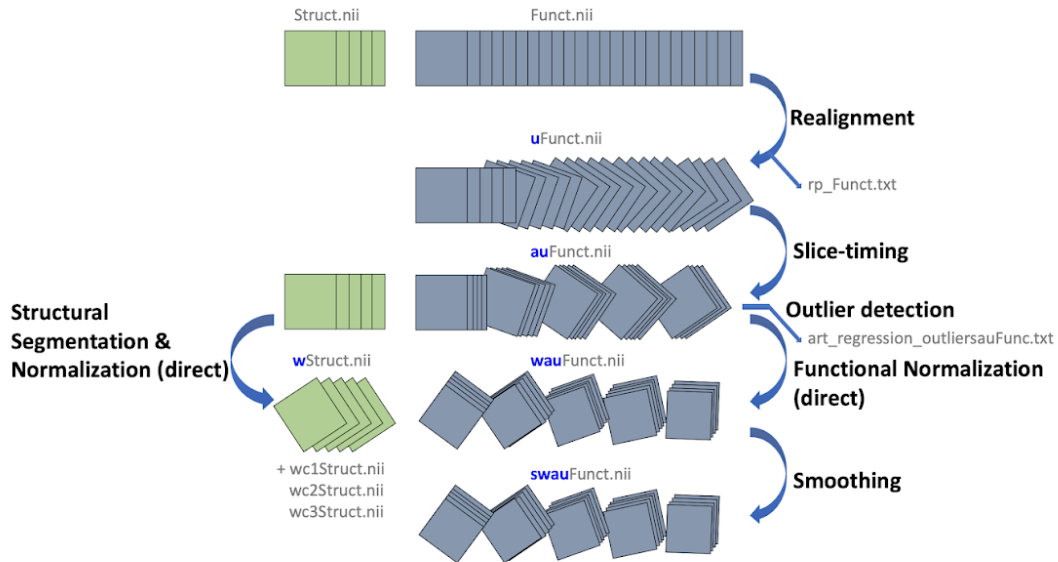 Struct.nii
Funct.nii
Realignment
uFunct.nii
rp_Funct.txt
Slice-timing
auFunct.nii
Outlier detection
art_regression_outliersauFunc.txt
Structural
Segmentation &
Normalization (direct)
wStruct.nii
wauFunct.nii
Functional Normalization
(direct)
+ wc1Struct.nii
wc2Struct.nii
wc3Struct.nii
swauFunct.nii
Smoothing